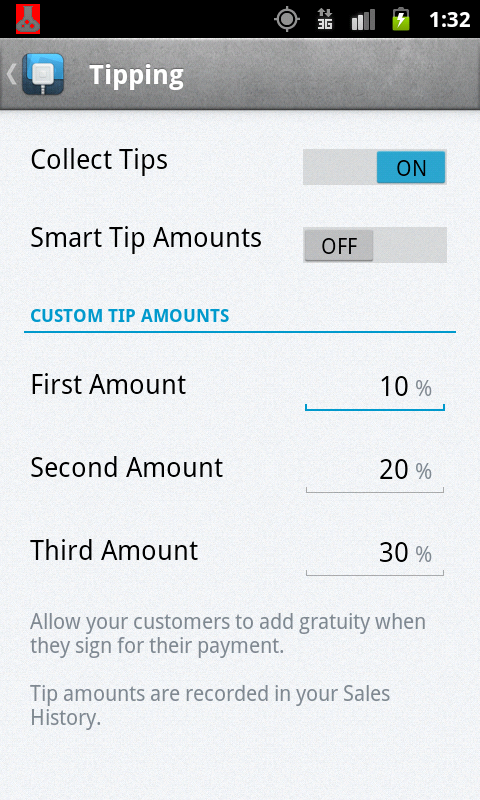 3G 1:32
Tipping
Collect Tips ON
Smart Tip Amounts OFF
CUSTOM TIP AMOUNTS
First Amount 10 %
Second Amount 20 %
Third Amount 30 %
Allow your customers to add gratuity when
they sign for their payment.
Tip amounts are recorded in your Sales
History.